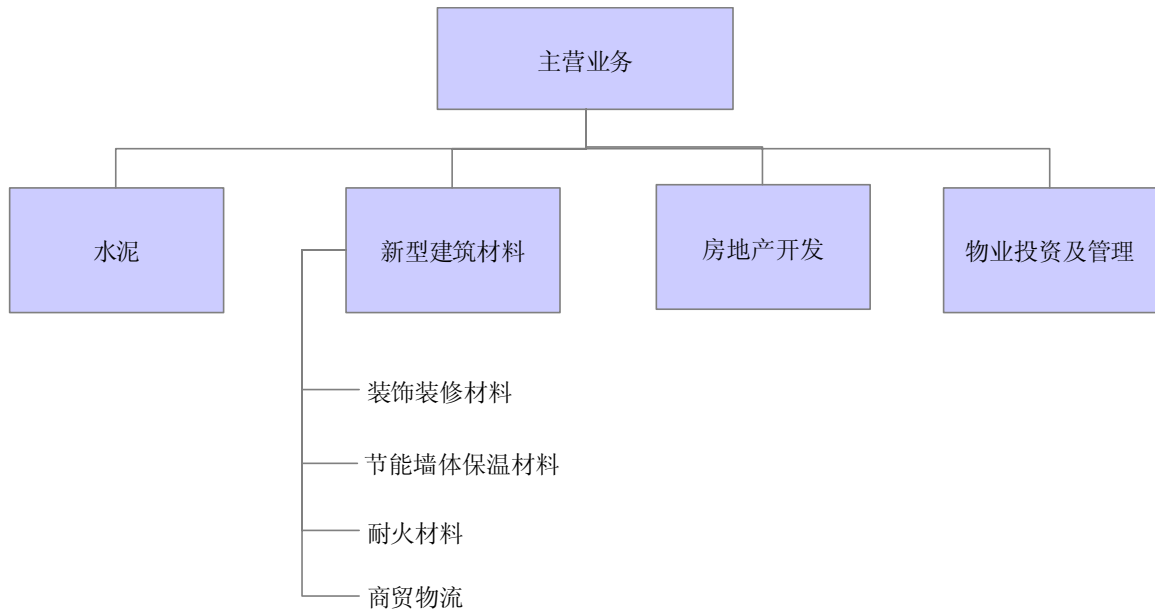 主营业务
水泥
新型建筑材料
房地产开发
物业投资及管理
装饰装修材料
节能墙体保温材料
耐火材料
商贸物流